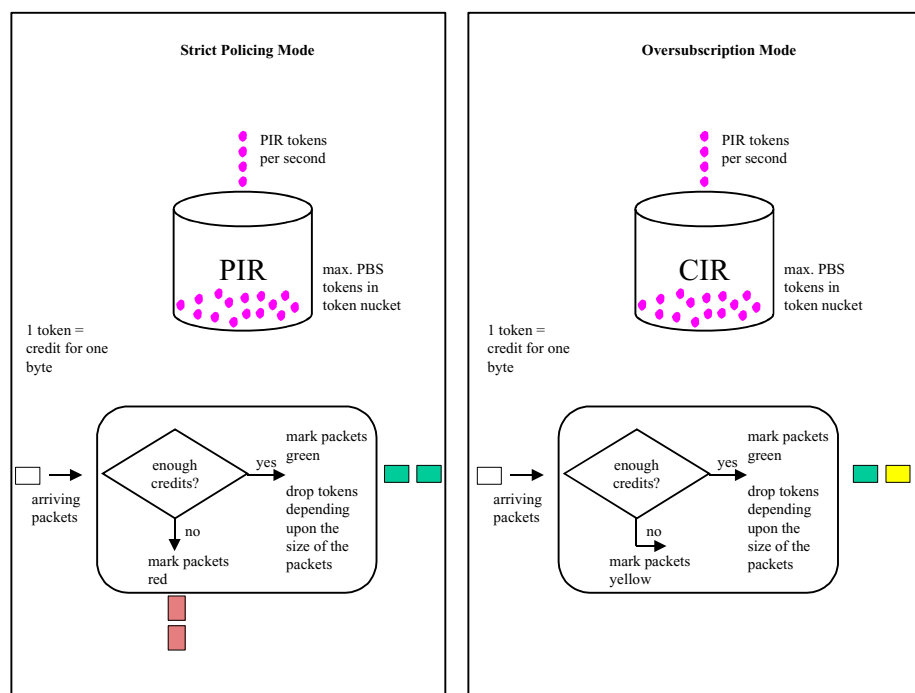 Strict Policing Mode
PIR tokens
per second
PIR
max. PBS
tokens in
token nucket
1 token =
credit for one
byte
enough
credits?
yes
mark packets
green
drop tokens
depending
upon the
size of the
packets
arriving
packets
no
mark packets
red
Oversubscription Mode
PIR tokens
per second
CIR
max. PBS
tokens in
token nucket
1 token =
credit for one
byte
enough
credits?
yes
mark packets
green
drop tokens
depending
upon the
size of the
packets
arriving
packets
no
mark packets
yellow